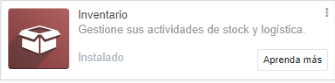 Inventario
Gestione sus actividades de stock y logística.
Instalado
Aprenda más